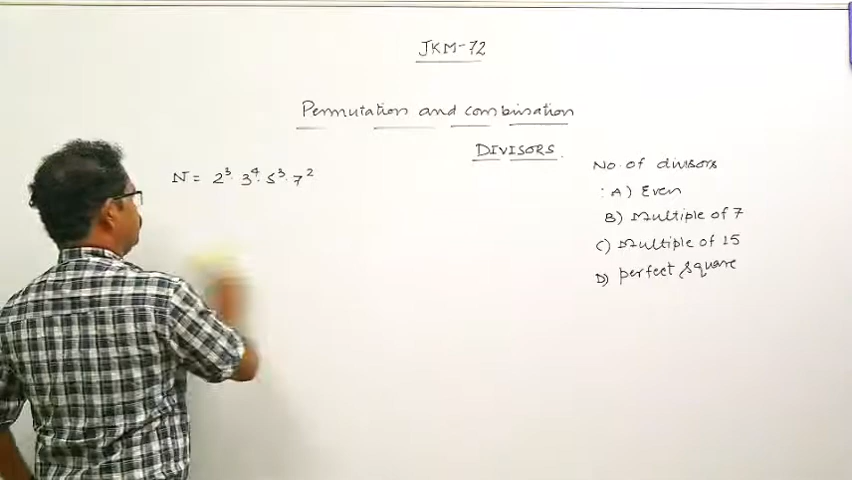 JKM-72
Permutation and combination
DIVISORS.
N = 2³. 3⁴. 5³. 7²
No. of divisors
: A) Even
B) Multiple of 7
C) Multiple of 15
D) perfect square